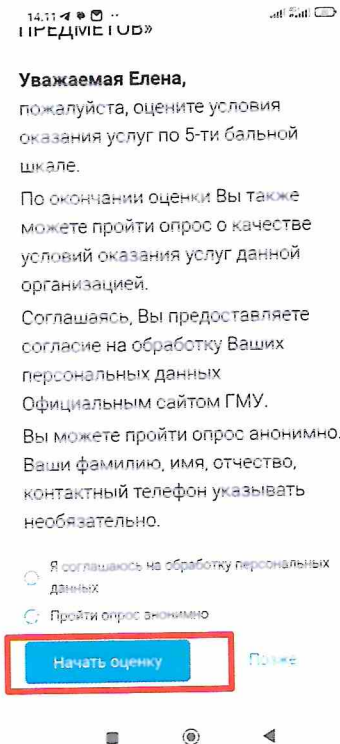 14.11
ПРЕДМЕТОВ»
Уважаемая Елена,
пожалуйста, оцените условия
оказания услуг по 5-ти бальной
шкале.
По окончании оценки Вы также
можете пройти опрос о качестве
условий оказания услуг данной
организацией.
Соглашаясь, Вы предоставляете
согласие на обработку Ваших
персональных данных
Официальным сайтом ГМУ.
Вы можете пройти опрос анонимно.
Ваши фамилию, имя, отчество,
контактный телефон указывать
необязательно.
Я соглашаюсь на обработку персональных
данных
Пройти опрос анонимно
Начать оценку
Позже